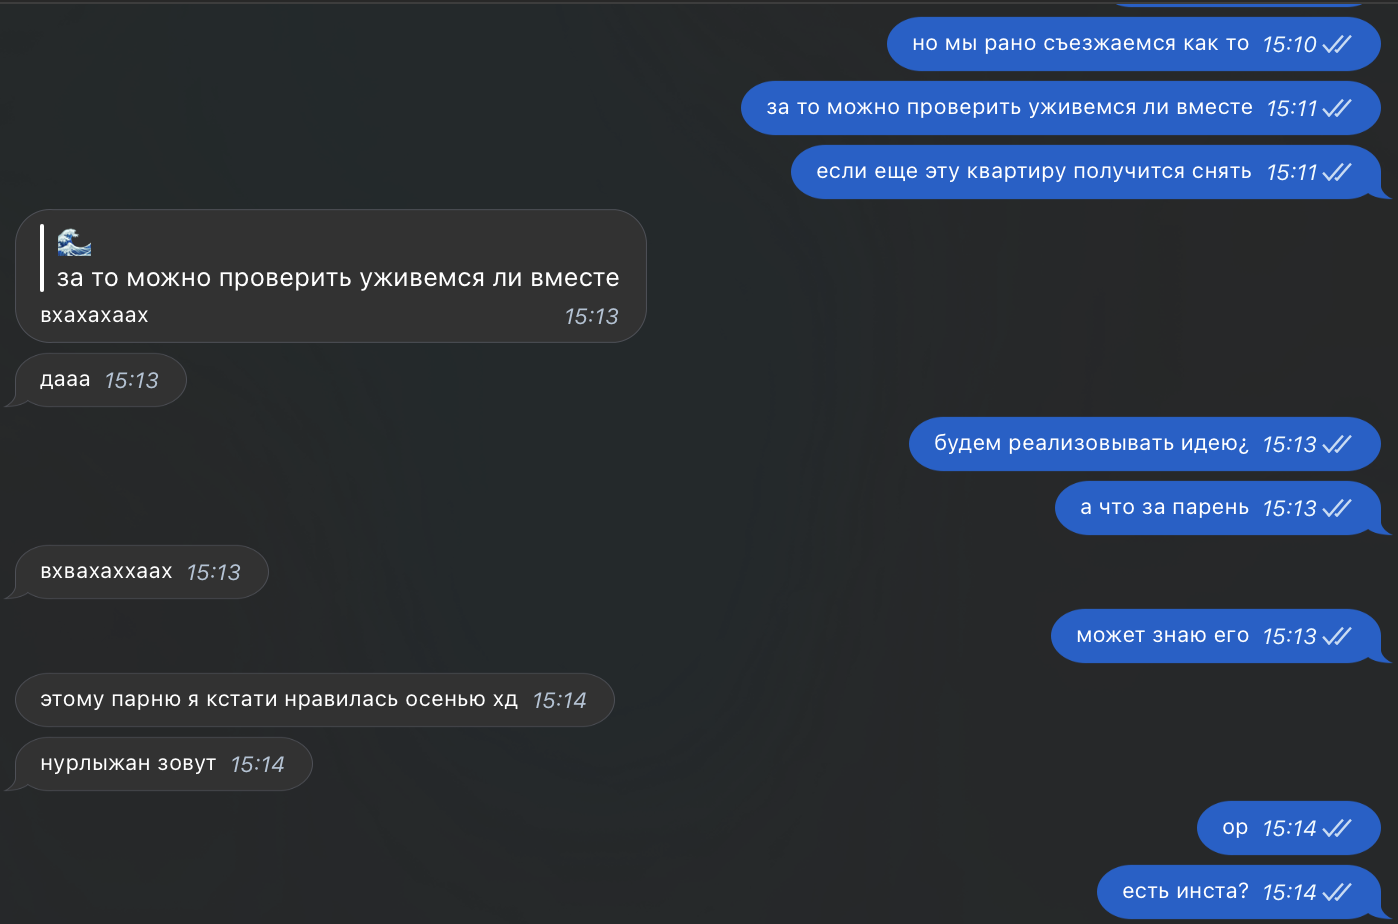 но мы рано съезжаемся как то 15:10
за то можно проверить уживемся ли вместе 15:11
если еще эту квартиру получится снять 15:11
🌊
за то можно проверить уживемся ли вместе
вхахахаах 15:13
дааа 15:13
будем реализовывать идею¿ 15:13
а что за парень 15:13
вхвахаххаах 15:13
может знаю его 15:13
этому парню я кстати нравилась осенью хд 15:14
нурлыжан зовут 15:14
ор 15:14
есть инста? 15:14